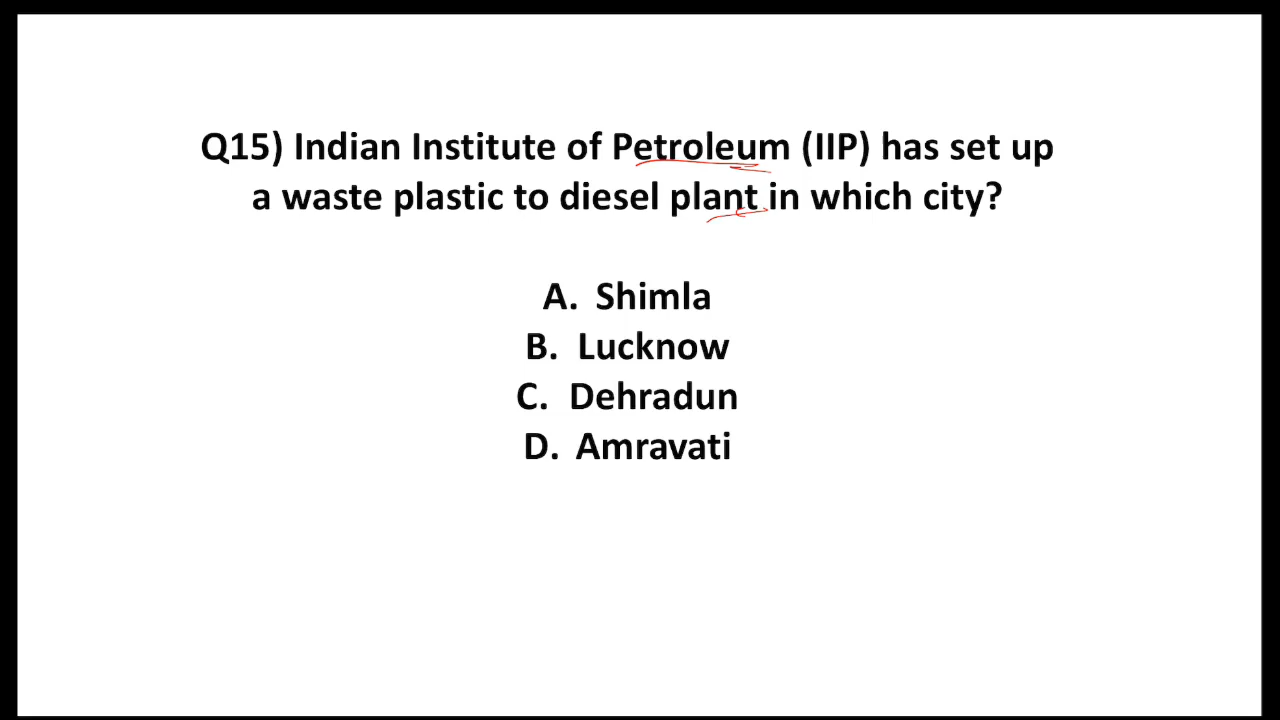 Q15) Indian Institute of Petroleum (IIP) has set up
a waste plastic to diesel plant in which city?
A. Shimla
B. Lucknow
C. Dehradun
D. Amravati